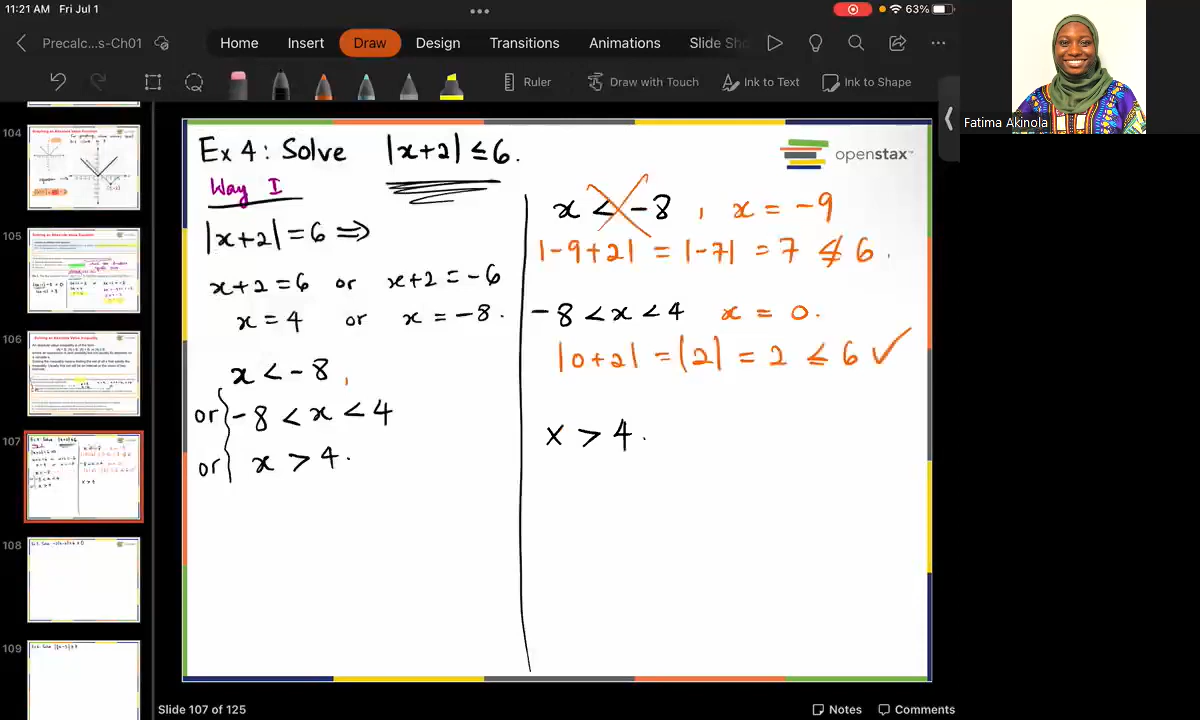 11:21 AM Fri Jul 1
63%
Precalc...s-Ch01
Home Insert Draw Design Transitions Animations Slide Sho
Ruler Draw with Touch Ink to Text Ink to Shape
Fatima Akinola
104
105
106
107
108
109
Ex 4: Solve |x+2| ≤ 6.
openstax™
Way I
|x+2| = 6 ⇒
x+2 = 6 or x+2 = -6
x = 4 or x = -8.
x < -8,
or -8 < x < 4
or x > 4.
x < -8, x = -9
|-9+2| = |-7| = 7 ≰ 6.
-8 < x < 4 x = 0.
|0+2| = |2| = 2 ≤ 6 ✓
x > 4.
Slide 107 of 125
Notes Comments